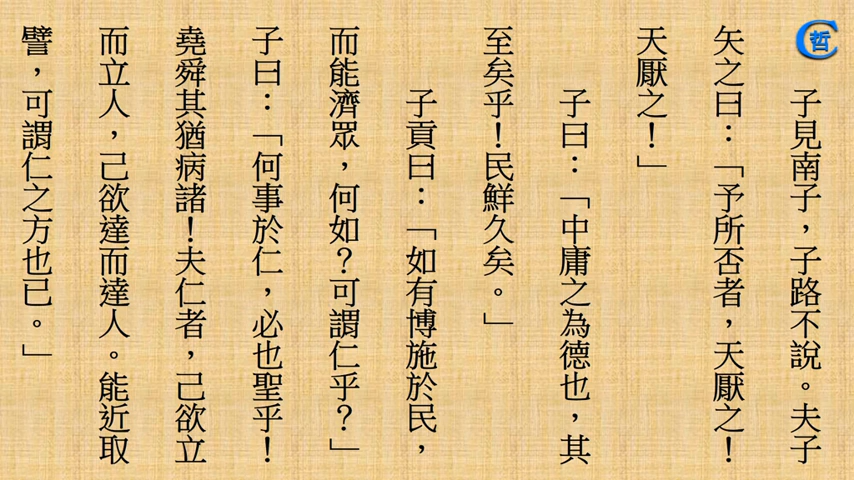 子見南子，子路不說。夫子
矢之曰：「予所否者，天厭之！
天厭之！」
子曰：「中庸之為德也，其
至矣乎！民鮮久矣。」
子貢曰：「如有博施於民，
而能濟眾，何如？可謂仁乎？」
子曰：「何事於仁，必也聖乎！
堯舜其猶病諸！夫仁者，己欲立
而立人，己欲達而達人。能近取
譬，可謂仁之方也已。」
C哲